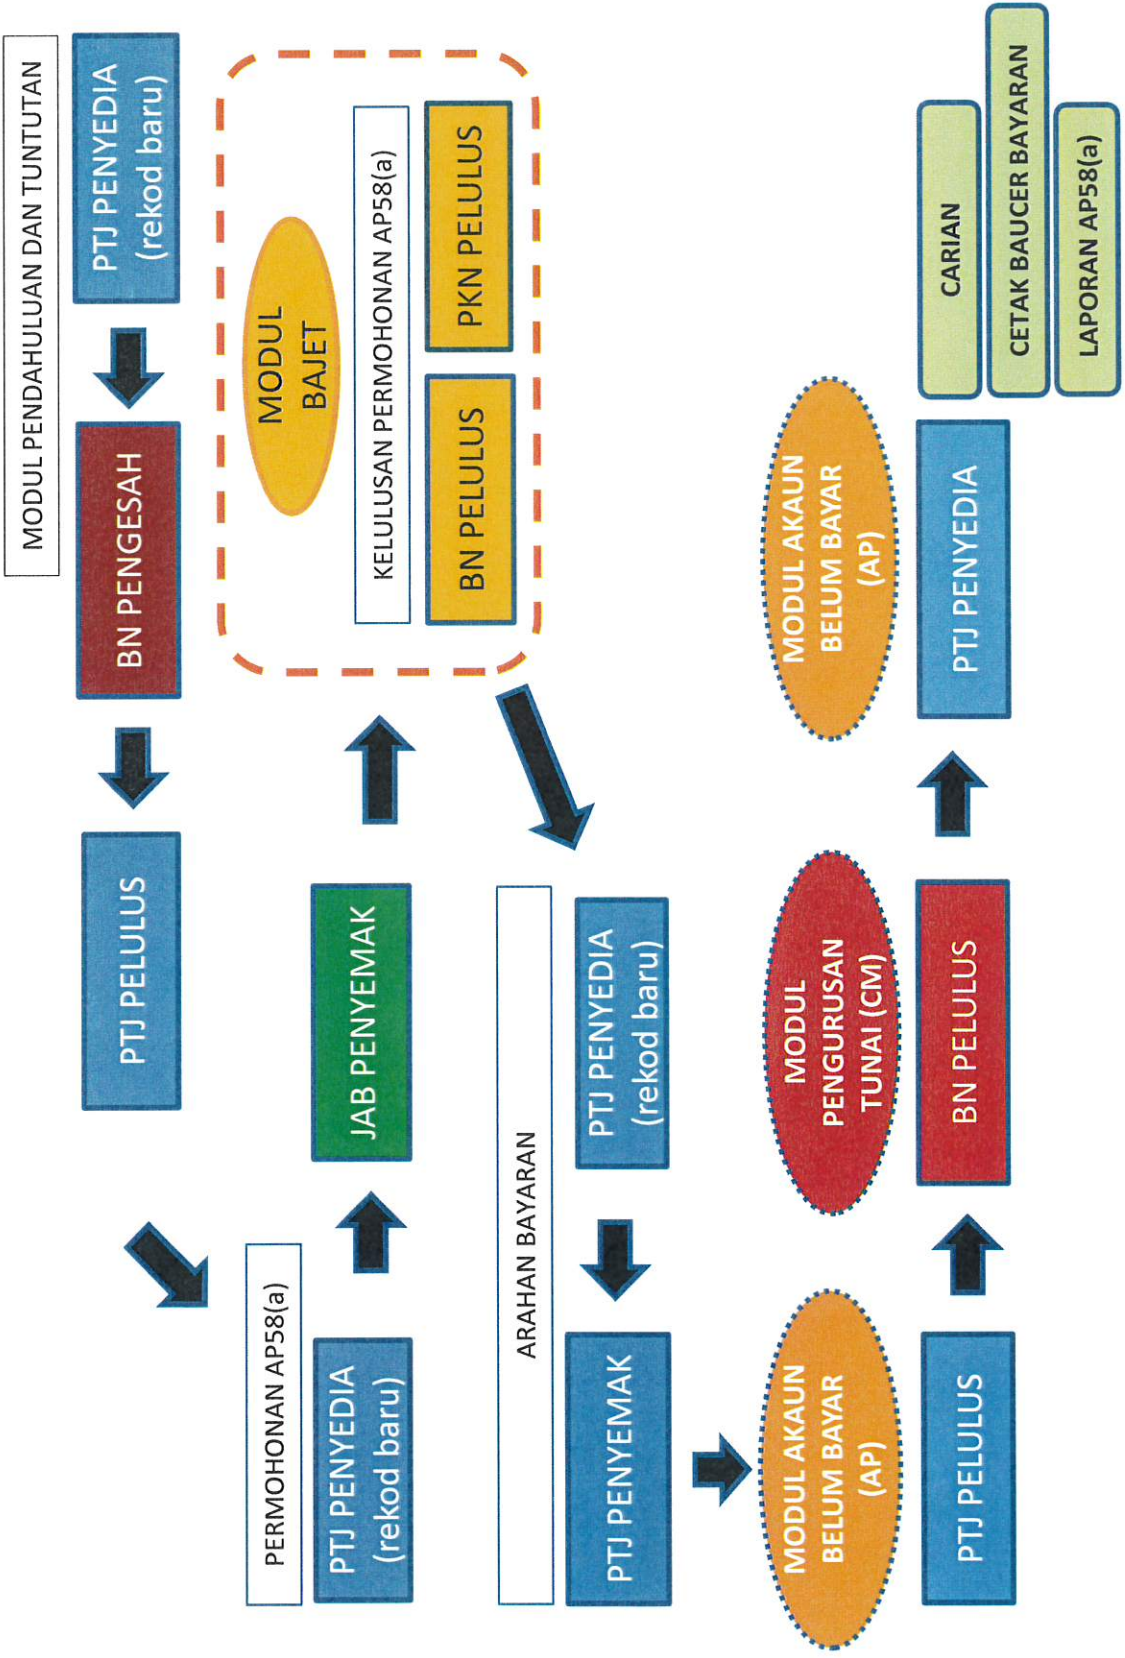 MODUL PENDAHULUAN DAN TUNTUTAN
PTJ PENYEDIA
(rekod baru)
BN PENGESAH
PTJ PELULUS
PERMOHONAN AP58(a)
PTJ PENYEDIA
(rekod baru)
JAB PENYEMAK
MODUL
BAJET
KELULUSAN PERMOHONAN AP58(a)
BN PELULUS
PKN PELULUS
ARAHAN BAYARAN
PTJ PENYEDIA
(rekod baru)
PTJ PENYEMAK
MODUL AKAUN
BELUM BAYAR
(AP)
PTJ PELULUS
MODUL
PENGURUSAN
TUNAI (CM)
BN PELULUS
MODUL AKAUN
BELUM BAYAR
(AP)
PTJ PENYEDIA
CARIAN
CETAK BAUCER BAYARAN
LAPORAN AP58(a)